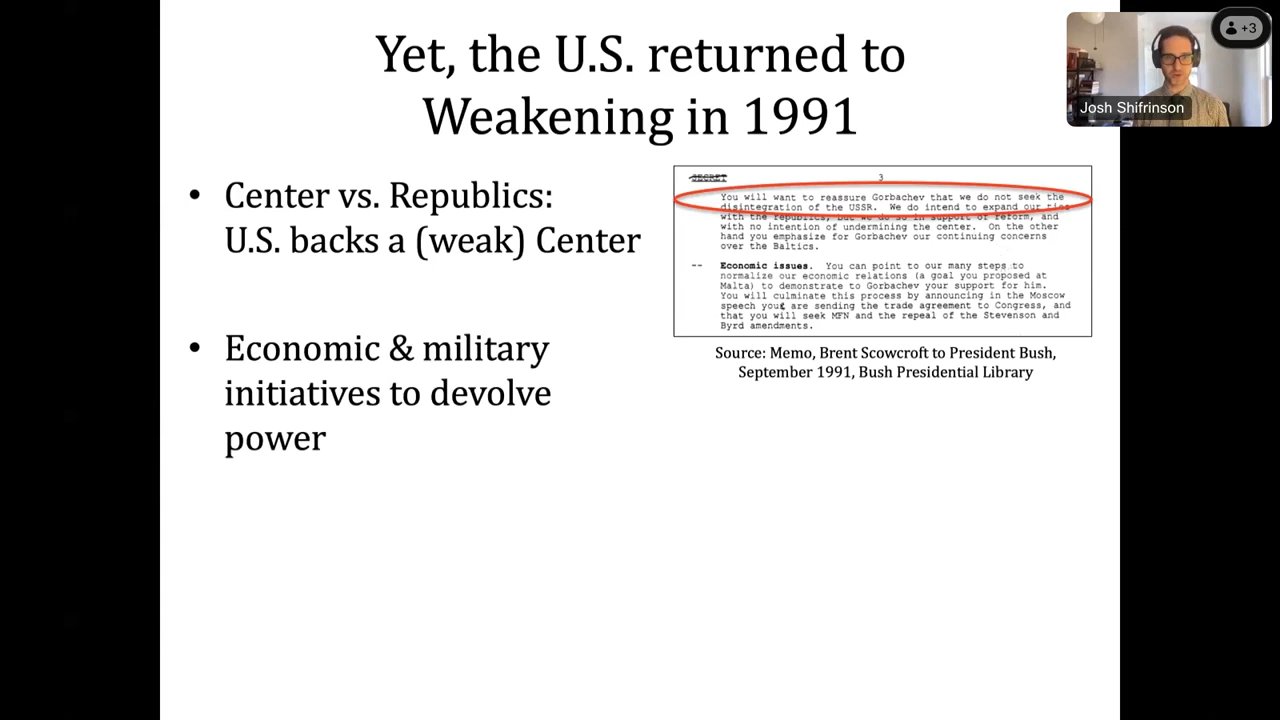 Yet, the U.S. returned to
Weakening in 1991
+3
Josh Shifrinson
• Center vs. Republics:
U.S. backs a (weak) Center
• Economic & military
initiatives to devolve
power
SECRET 3
You will want to reassure Gorbachev that we do not seek the
disintegration of the USSR. We do intend to expand our ties
with the republics, but we do so in support of reform, and
with no intention of undermining the center. On the other
hand you emphasize for Gorbachev our continuing concerns
over the Baltics.
-- Economic issues. You can point to our many steps to
normalize our economic relations (a goal you proposed at
Malta) to demonstrate to Gorbachev your support for him.
You will culminate this process by announcing in the Moscow
speech you are sending the trade agreement to Congress, and
that you will seek MFN and the repeal of the Stevenson and
Byrd amendments.
Source: Memo, Brent Scowcroft to President Bush,
September 1991, Bush Presidential Library